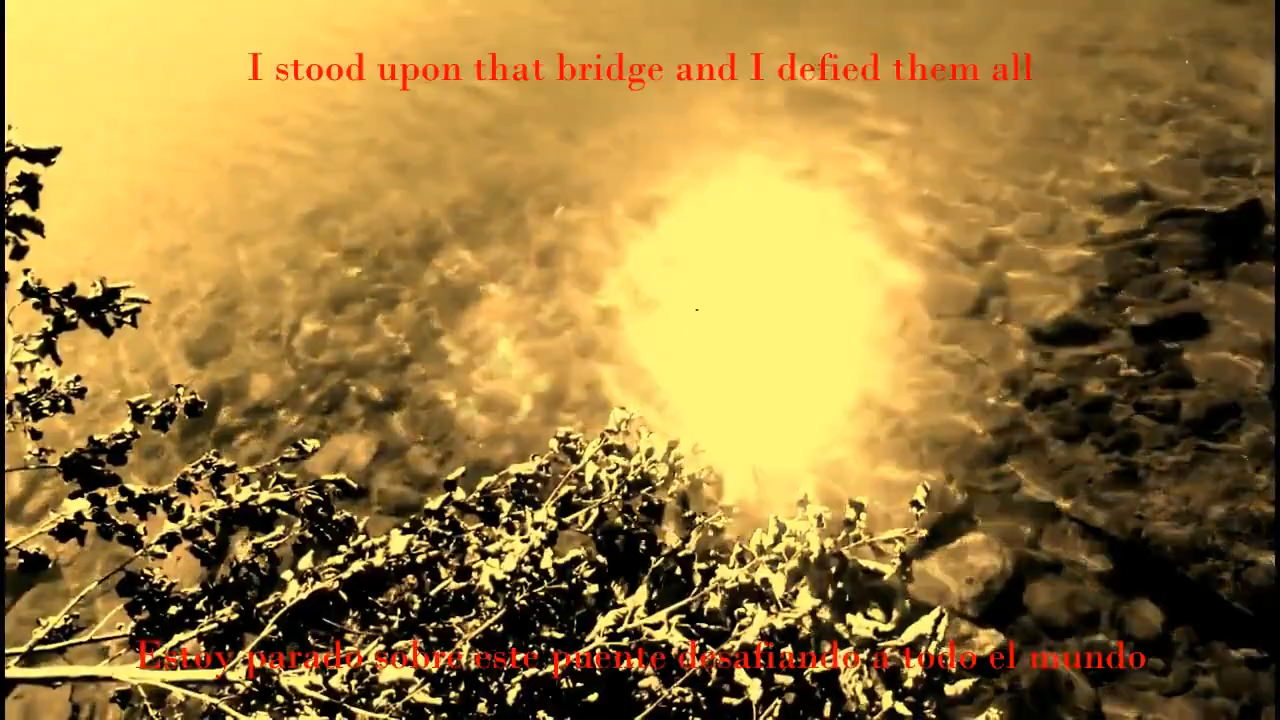 I stood upon that bridge and I defied them all
Estoy parado sobre este puente desafiando a todo el mundo